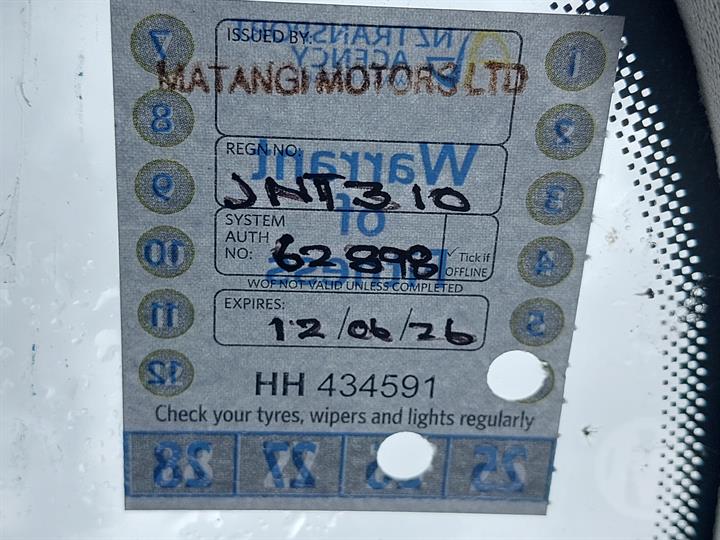 ISSUED BY:
NZ TRANSPORT
AGENCY
MATANGI MOTORS LTD
REGN NO:
Warrant
JNT310
of
SYSTEM
AUTH
NO:
62898
Fitness
✓ Tick if
OFFLINE
WOF NOT VALID UNLESS COMPLETED
EXPIRES:
12/06/26
HH 434591
Check your tyres, wipers and lights regularly
7 1
8 2
9 3
10 4
11 5
12
28 27 25